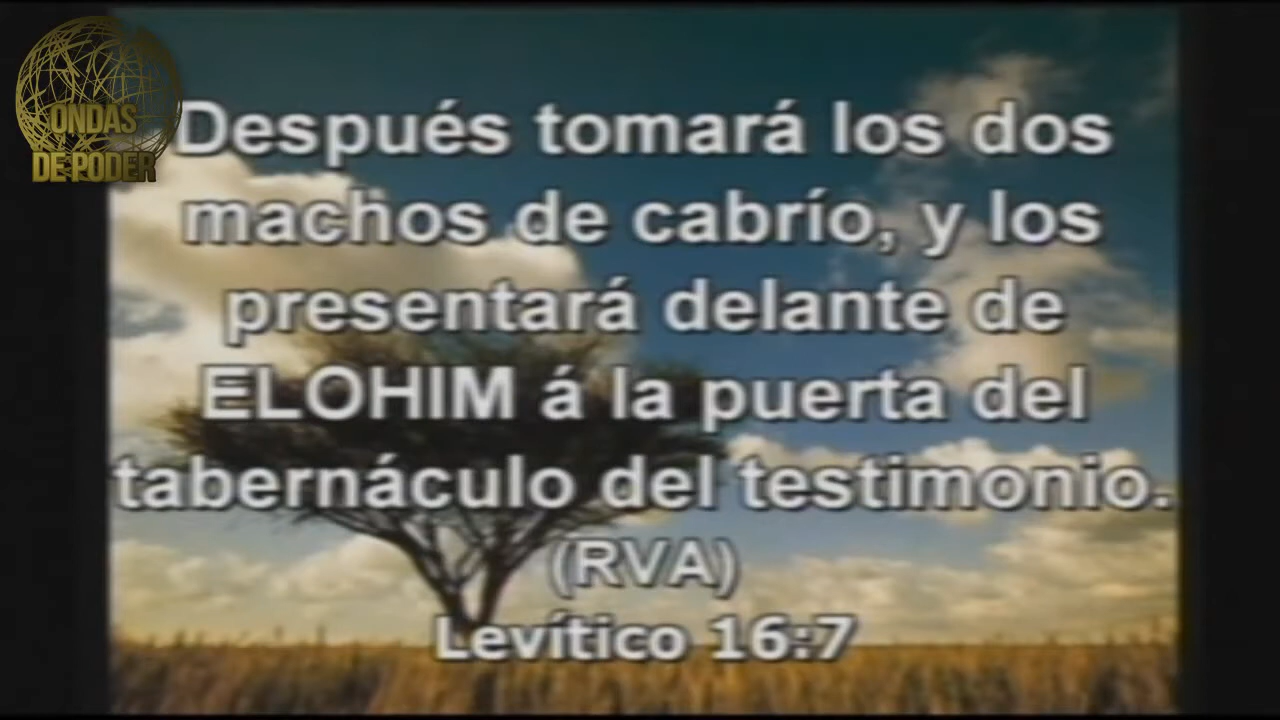 ONDAS
DE PODER
Después tomará los dos
machos de cabrío, y los
presentará delante de
ELOHIM á la puerta del
tabernáculo del testimonio.
(RVA)
Levítico 16:7